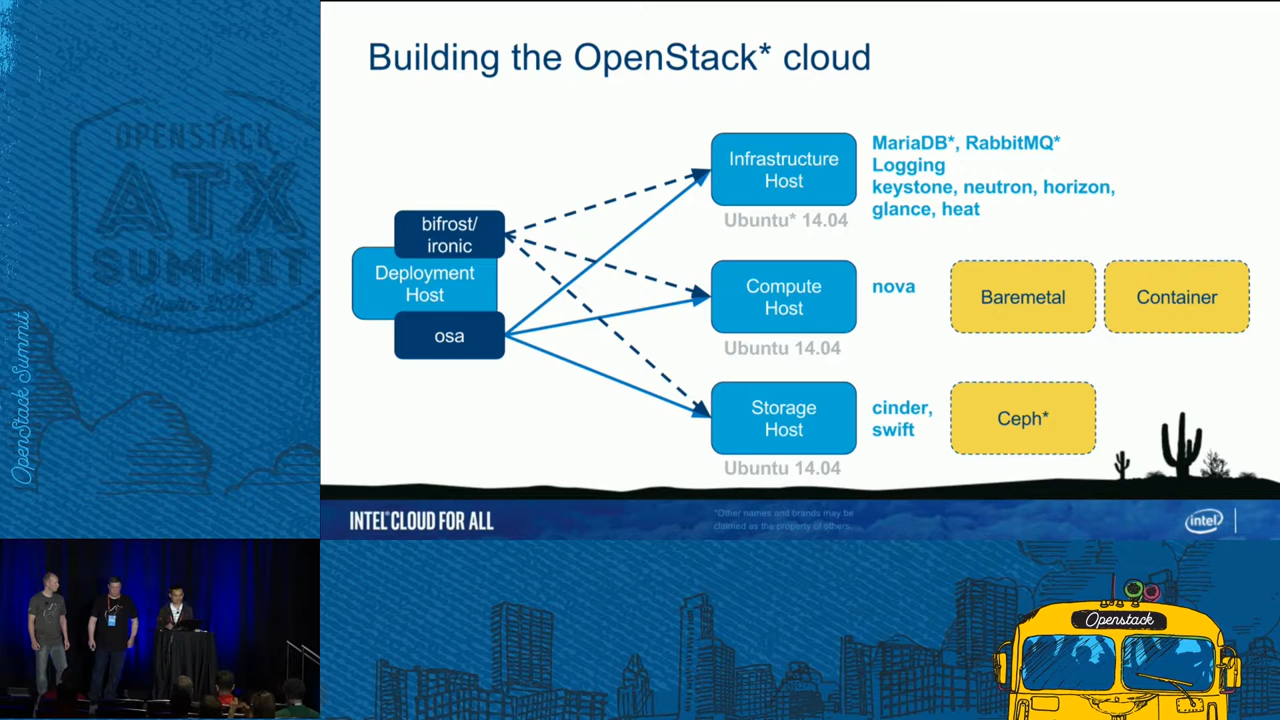 Building the OpenStack* cloud
bifrost/
ironic
Deployment
Host
osa
Infrastructure
Host
Ubuntu* 14.04
MariaDB*, RabbitMQ*
Logging
keystone, neutron, horizon,
glance, heat
Compute
Host
Ubuntu 14.04
nova
Baremetal
Container
Storage
Host
Ubuntu 14.04
cinder,
swift
Ceph*
INTEL® CLOUD FOR ALL
*Other names and brands may be
claimed as the property of others.
intel
OPENSTACK
ATX
SUMMIT
OpenStack Summit
Openstack